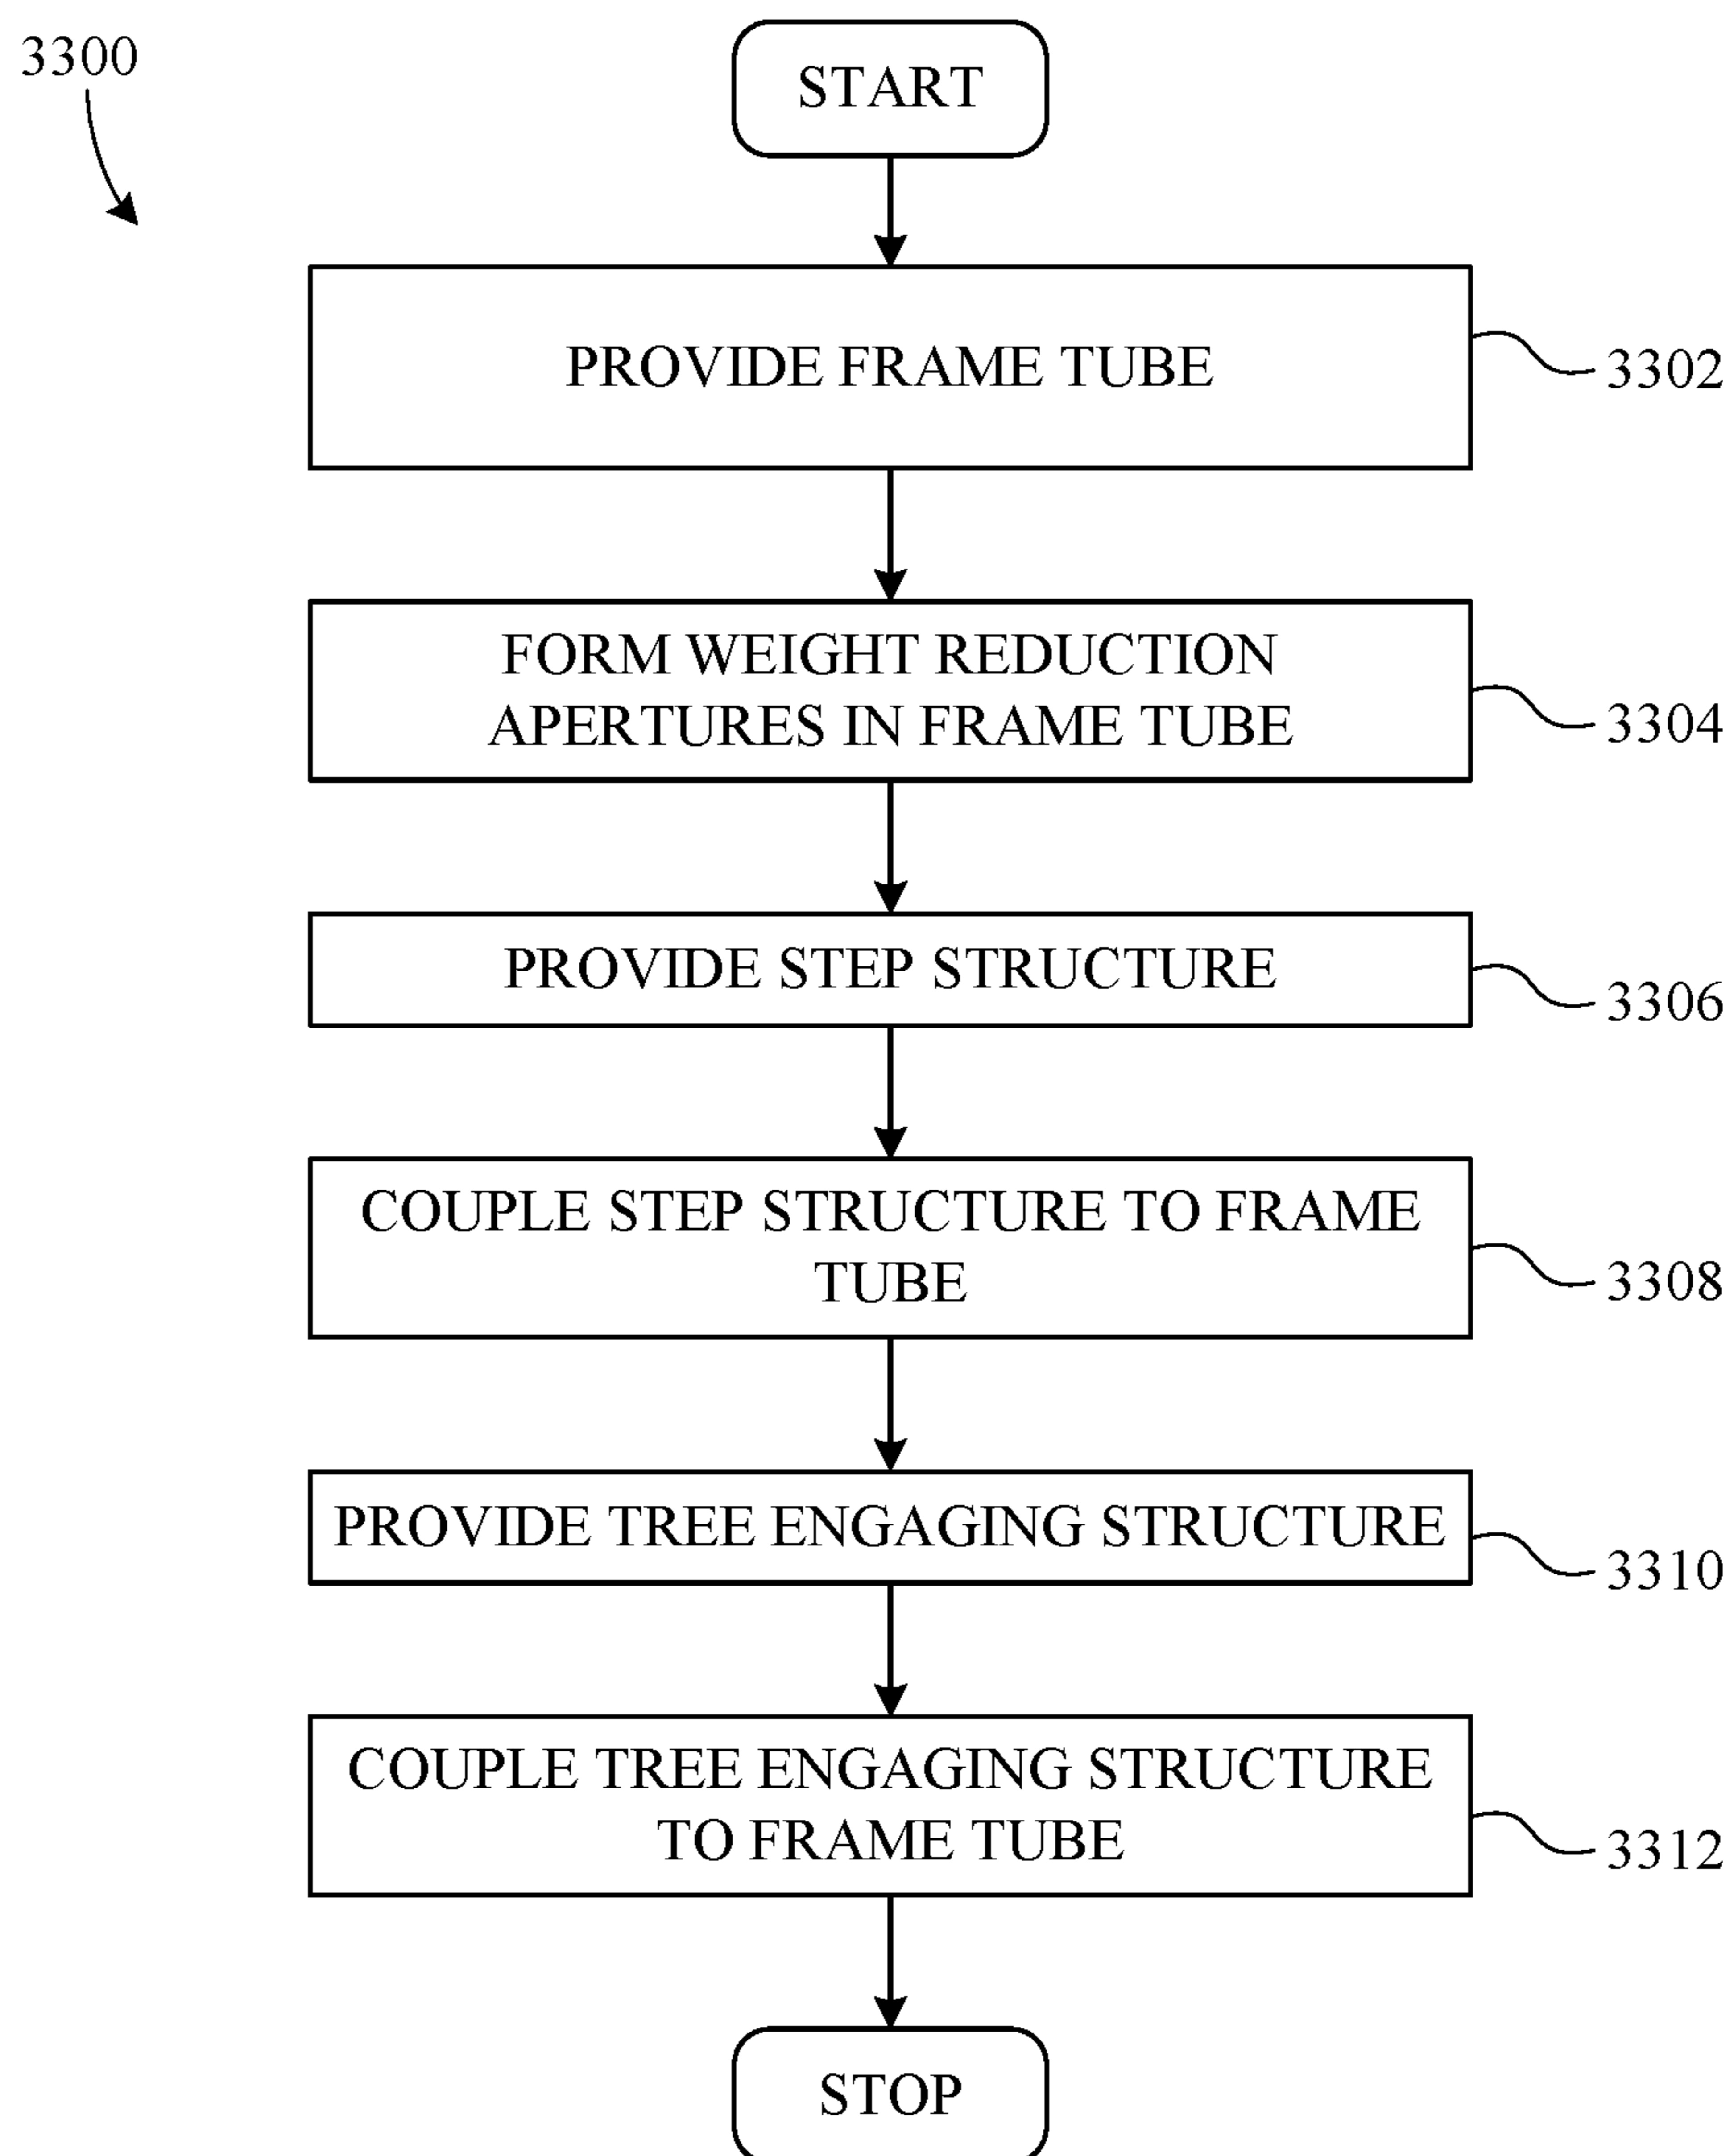 3300
START
PROVIDE FRAME TUBE
3302
FORM WEIGHT REDUCTION
APERTURES IN FRAME TUBE
3304
PROVIDE STEP STRUCTURE
3306
COUPLE STEP STRUCTURE TO FRAME
TUBE
3308
PROVIDE TREE ENGAGING STRUCTURE
3310
COUPLE TREE ENGAGING STRUCTURE
TO FRAME TUBE
3312
STOP